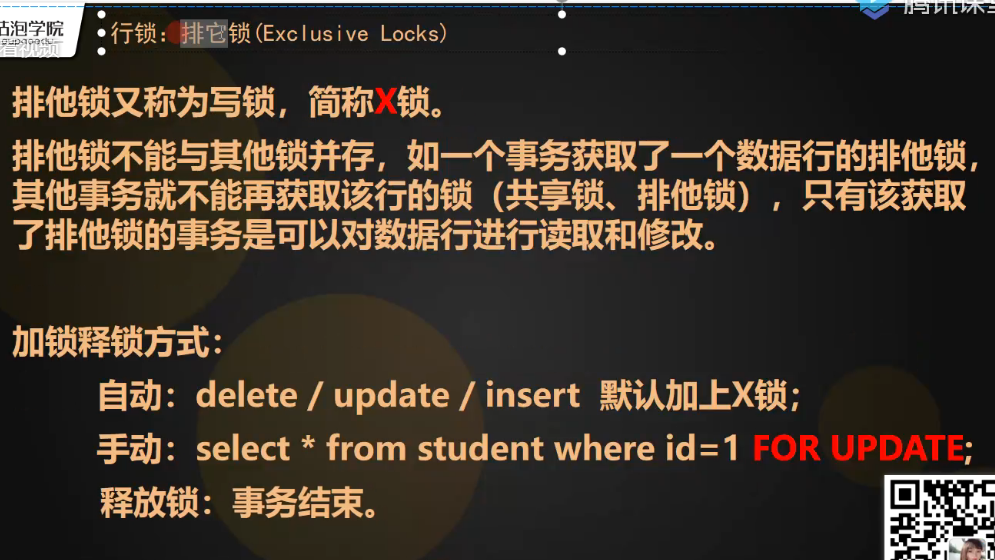 咕泡学院
看视频
腾讯课堂
行锁：排它锁(Exclusive Locks)
排他锁又称为写锁，简称X锁。
排他锁不能与其他锁并存，如一个事务获取了一个数据行的排他锁，
其他事务就不能再获取该行的锁（共享锁、排他锁），只有该获取
了排他锁的事务是可以对数据行进行读取和修改。
加锁释锁方式：
自动：delete / update / insert 默认加上X锁；
手动：select * from student where id=1 FOR UPDATE;
释放锁：事务结束。